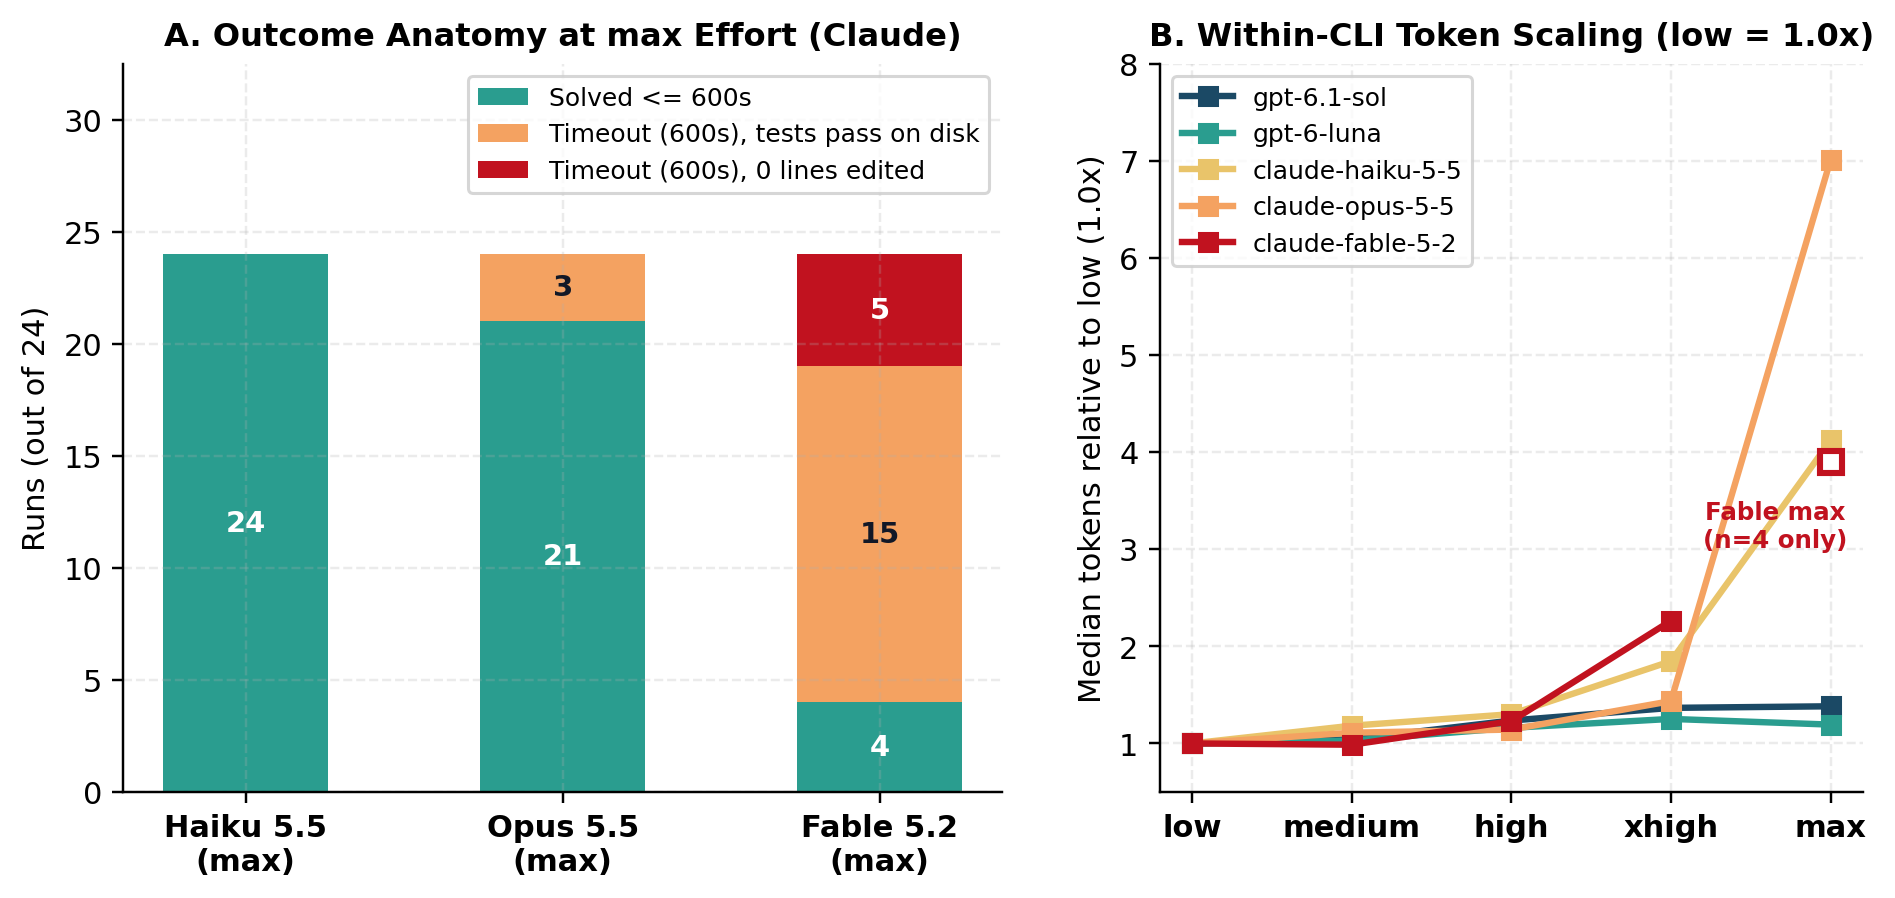 A. Outcome Anatomy at max Effort (Claude)
Runs (out of 24)
30
25
20
15
10
5
0
Solved <= 600s
Timeout (600s), tests pass on disk
Timeout (600s), 0 lines edited
24
3
21
5
15
4
Haiku 5.5
(max)
Opus 5.5
(max)
Fable 5.2
(max)
B. Within-CLI Token Scaling (low = 1.0x)
Median tokens relative to low (1.0x)
8
7
6
5
4
3
2
1
gpt-6.1-sol
gpt-6-luna
claude-haiku-5-5
claude-opus-5-5
claude-fable-5-2
Fable max
(n=4 only)
low
medium
high
xhigh
max